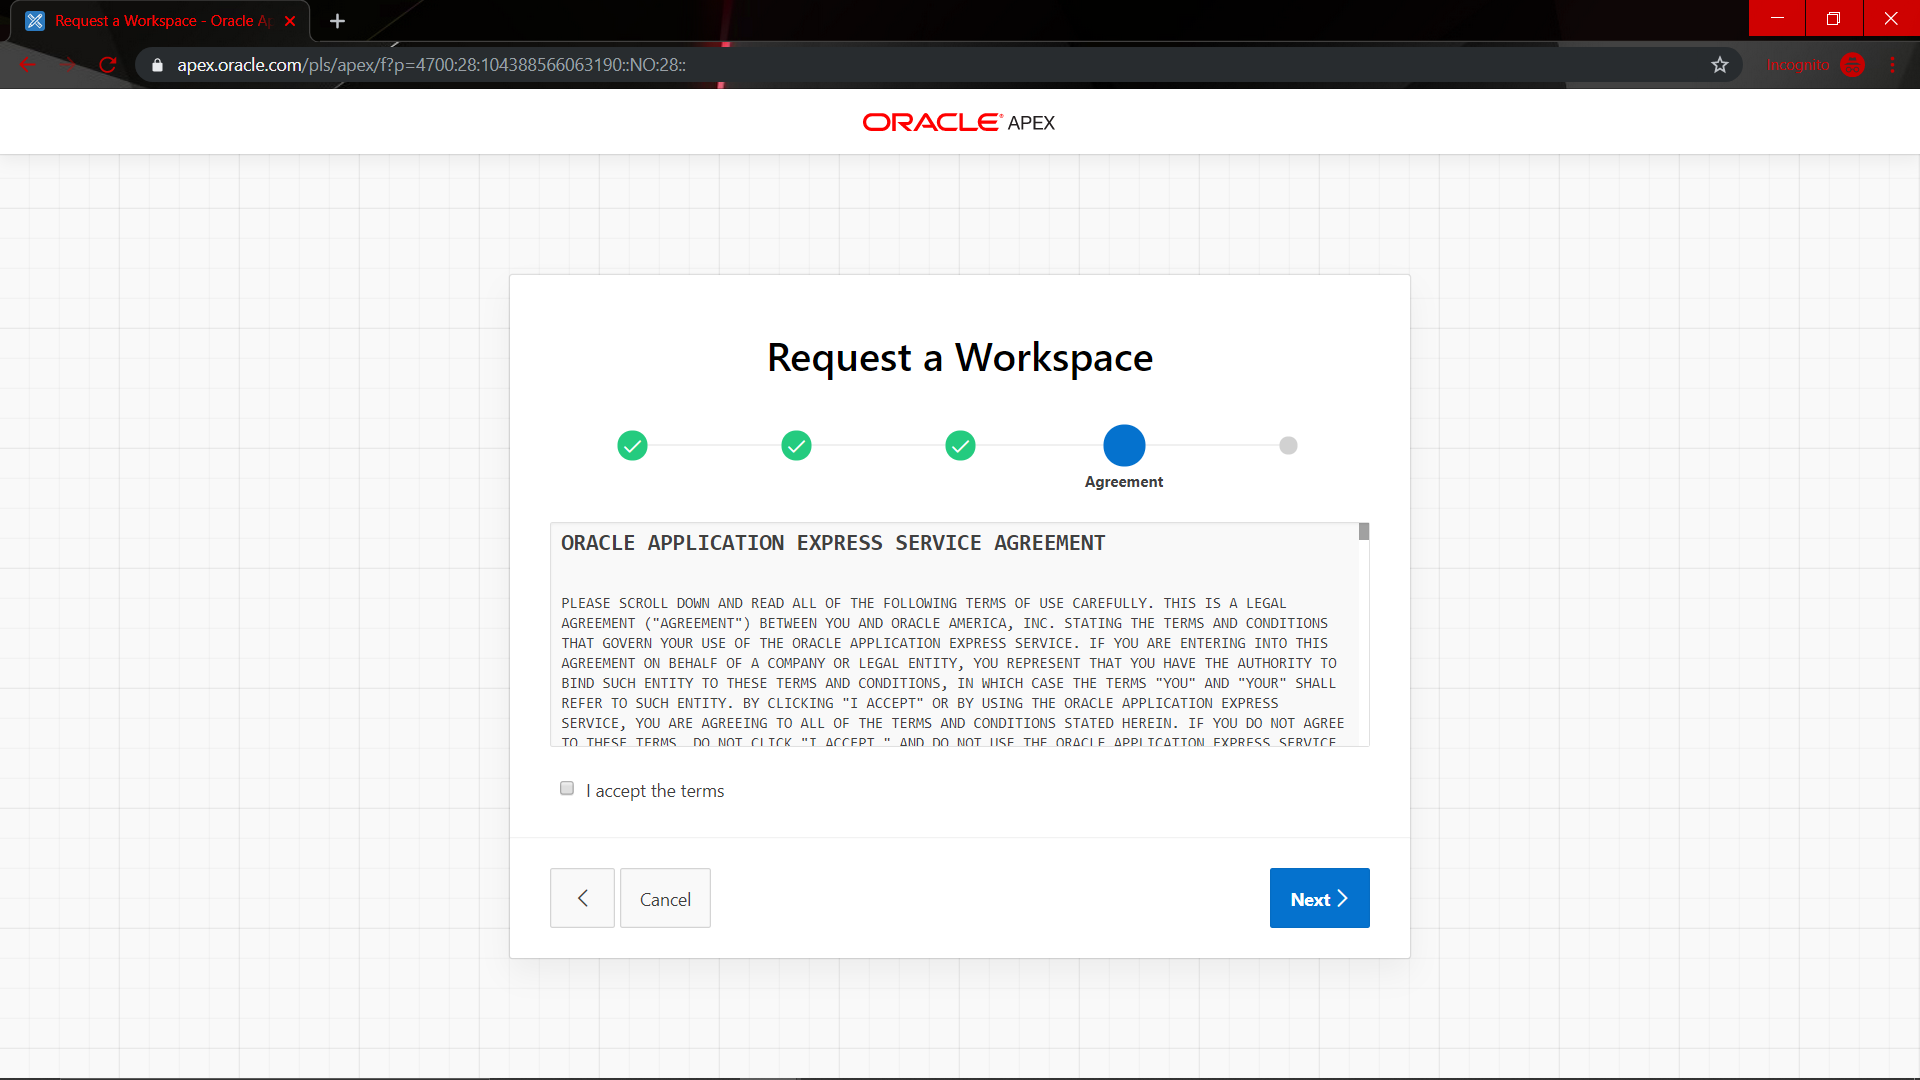 Request a Workspace - Oracle Ap
apex.oracle.com/pls/apex/f?p=4700:28:104388566063190::NO:28::
Incognito
ORACLE APEX
Request a Workspace
Agreement
ORACLE APPLICATION EXPRESS SERVICE AGREEMENT
PLEASE SCROLL DOWN AND READ ALL OF THE FOLLOWING TERMS OF USE CAREFULLY. THIS IS A LEGAL
AGREEMENT ("AGREEMENT") BETWEEN YOU AND ORACLE AMERICA, INC. STATING THE TERMS AND CONDITIONS
THAT GOVERN YOUR USE OF THE ORACLE APPLICATION EXPRESS SERVICE. IF YOU ARE ENTERING INTO THIS
AGREEMENT ON BEHALF OF A COMPANY OR LEGAL ENTITY, YOU REPRESENT THAT YOU HAVE THE AUTHORITY TO
BIND SUCH ENTITY TO THESE TERMS AND CONDITIONS, IN WHICH CASE THE TERMS "YOU" AND "YOUR" SHALL
REFER TO SUCH ENTITY. BY CLICKING "I ACCEPT" OR BY USING THE ORACLE APPLICATION EXPRESS
SERVICE, YOU ARE AGREEING TO ALL OF THE TERMS AND CONDITIONS STATED HEREIN. IF YOU DO NOT AGREE
TO THESE TERMS, DO NOT CLICK "I ACCEPT," AND DO NOT USE THE ORACLE APPLICATION EXPRESS SERVICE
I accept the terms
Cancel
Next